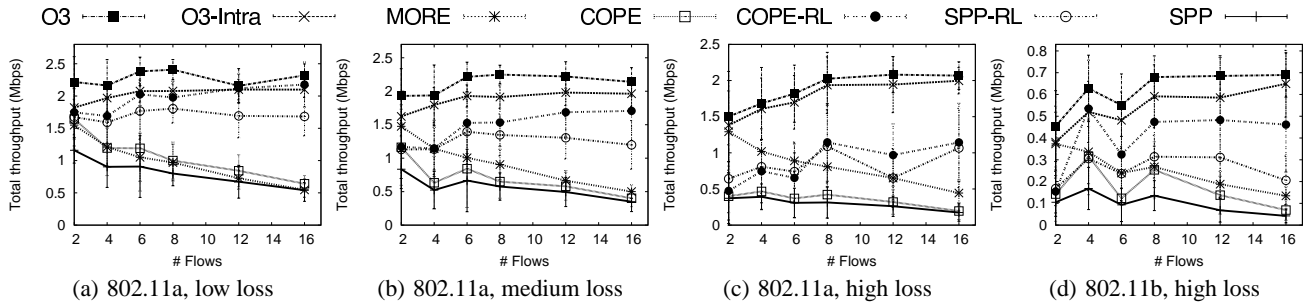 O3 O3-Intra MORE COPE COPE-RL SPP-RL SPP
Total throughput (Mbps)
2.5
2
1.5
1
0.5
0
2 4 6 8 10 12 14 16
# Flows
(a) 802.11a, low loss
Total throughput (Mbps)
2.5
2
1.5
1
0.5
0
2 4 6 8 10 12 14 16
# Flows
(b) 802.11a, medium loss
Total throughput (Mbps)
2.5
2
1.5
1
0.5
0
2 4 6 8 10 12 14 16
# Flows
(c) 802.11a, high loss
Total throughput (Mbps)
0.8
0.7
0.6
0.5
0.4
0.3
0.2
0.1
0
2 4 6 8 10 12 14 16
# Flows
(d) 802.11b, high loss